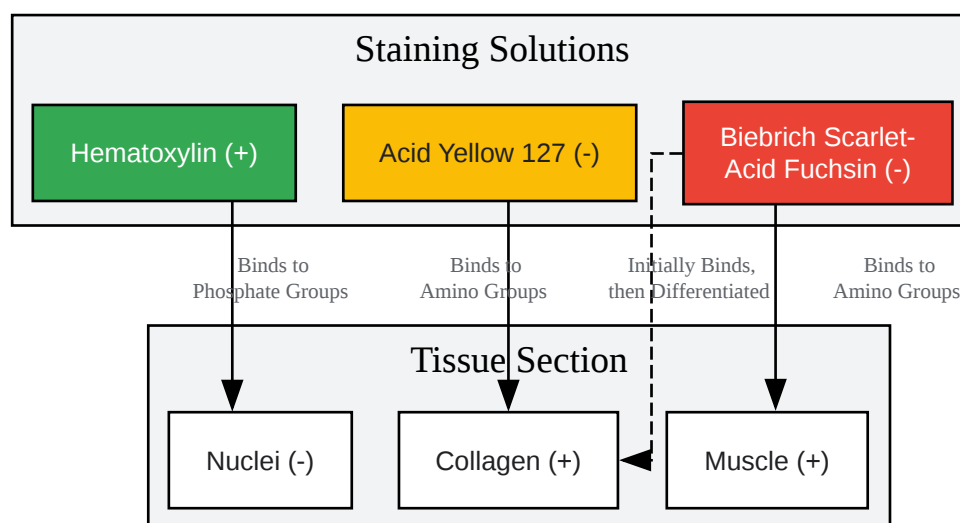 Staining Solutions
Hematoxylin (+)
Acid Yellow 127 (-)
Biebrich Scarlet-
Acid Fuchsin (-)
Binds to
Phosphate Groups
Binds to
Amino Groups
Initially Binds,
then Differentiated
Binds to
Amino Groups
Tissue Section
Nuclei (-)
Collagen (+)
Muscle (+)